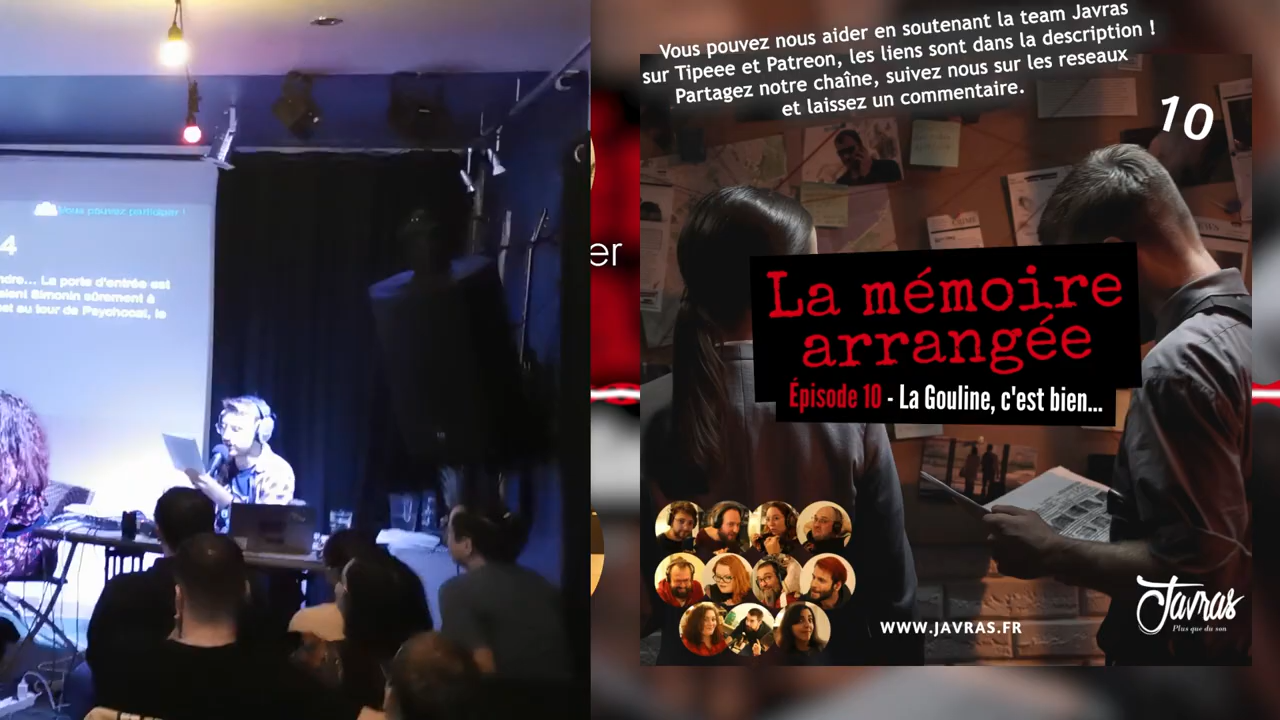 Vous pouvez participer !
4
ndre... La porte d'entrée est
Simonin sûrement à
au tour de Psychocat, le
er
Vous pouvez nous aider en soutenant la team Javras
sur Tipeee et Patreon, les liens sont dans la description !
Partagez notre chaîne, suivez nous sur les reseaux
et laissez un commentaire.
10
La mémoire
arrangée
Épisode 10 - La Gouline, c'est bien...
WWW.JAVRAS.FR
Javras
Plus que du son